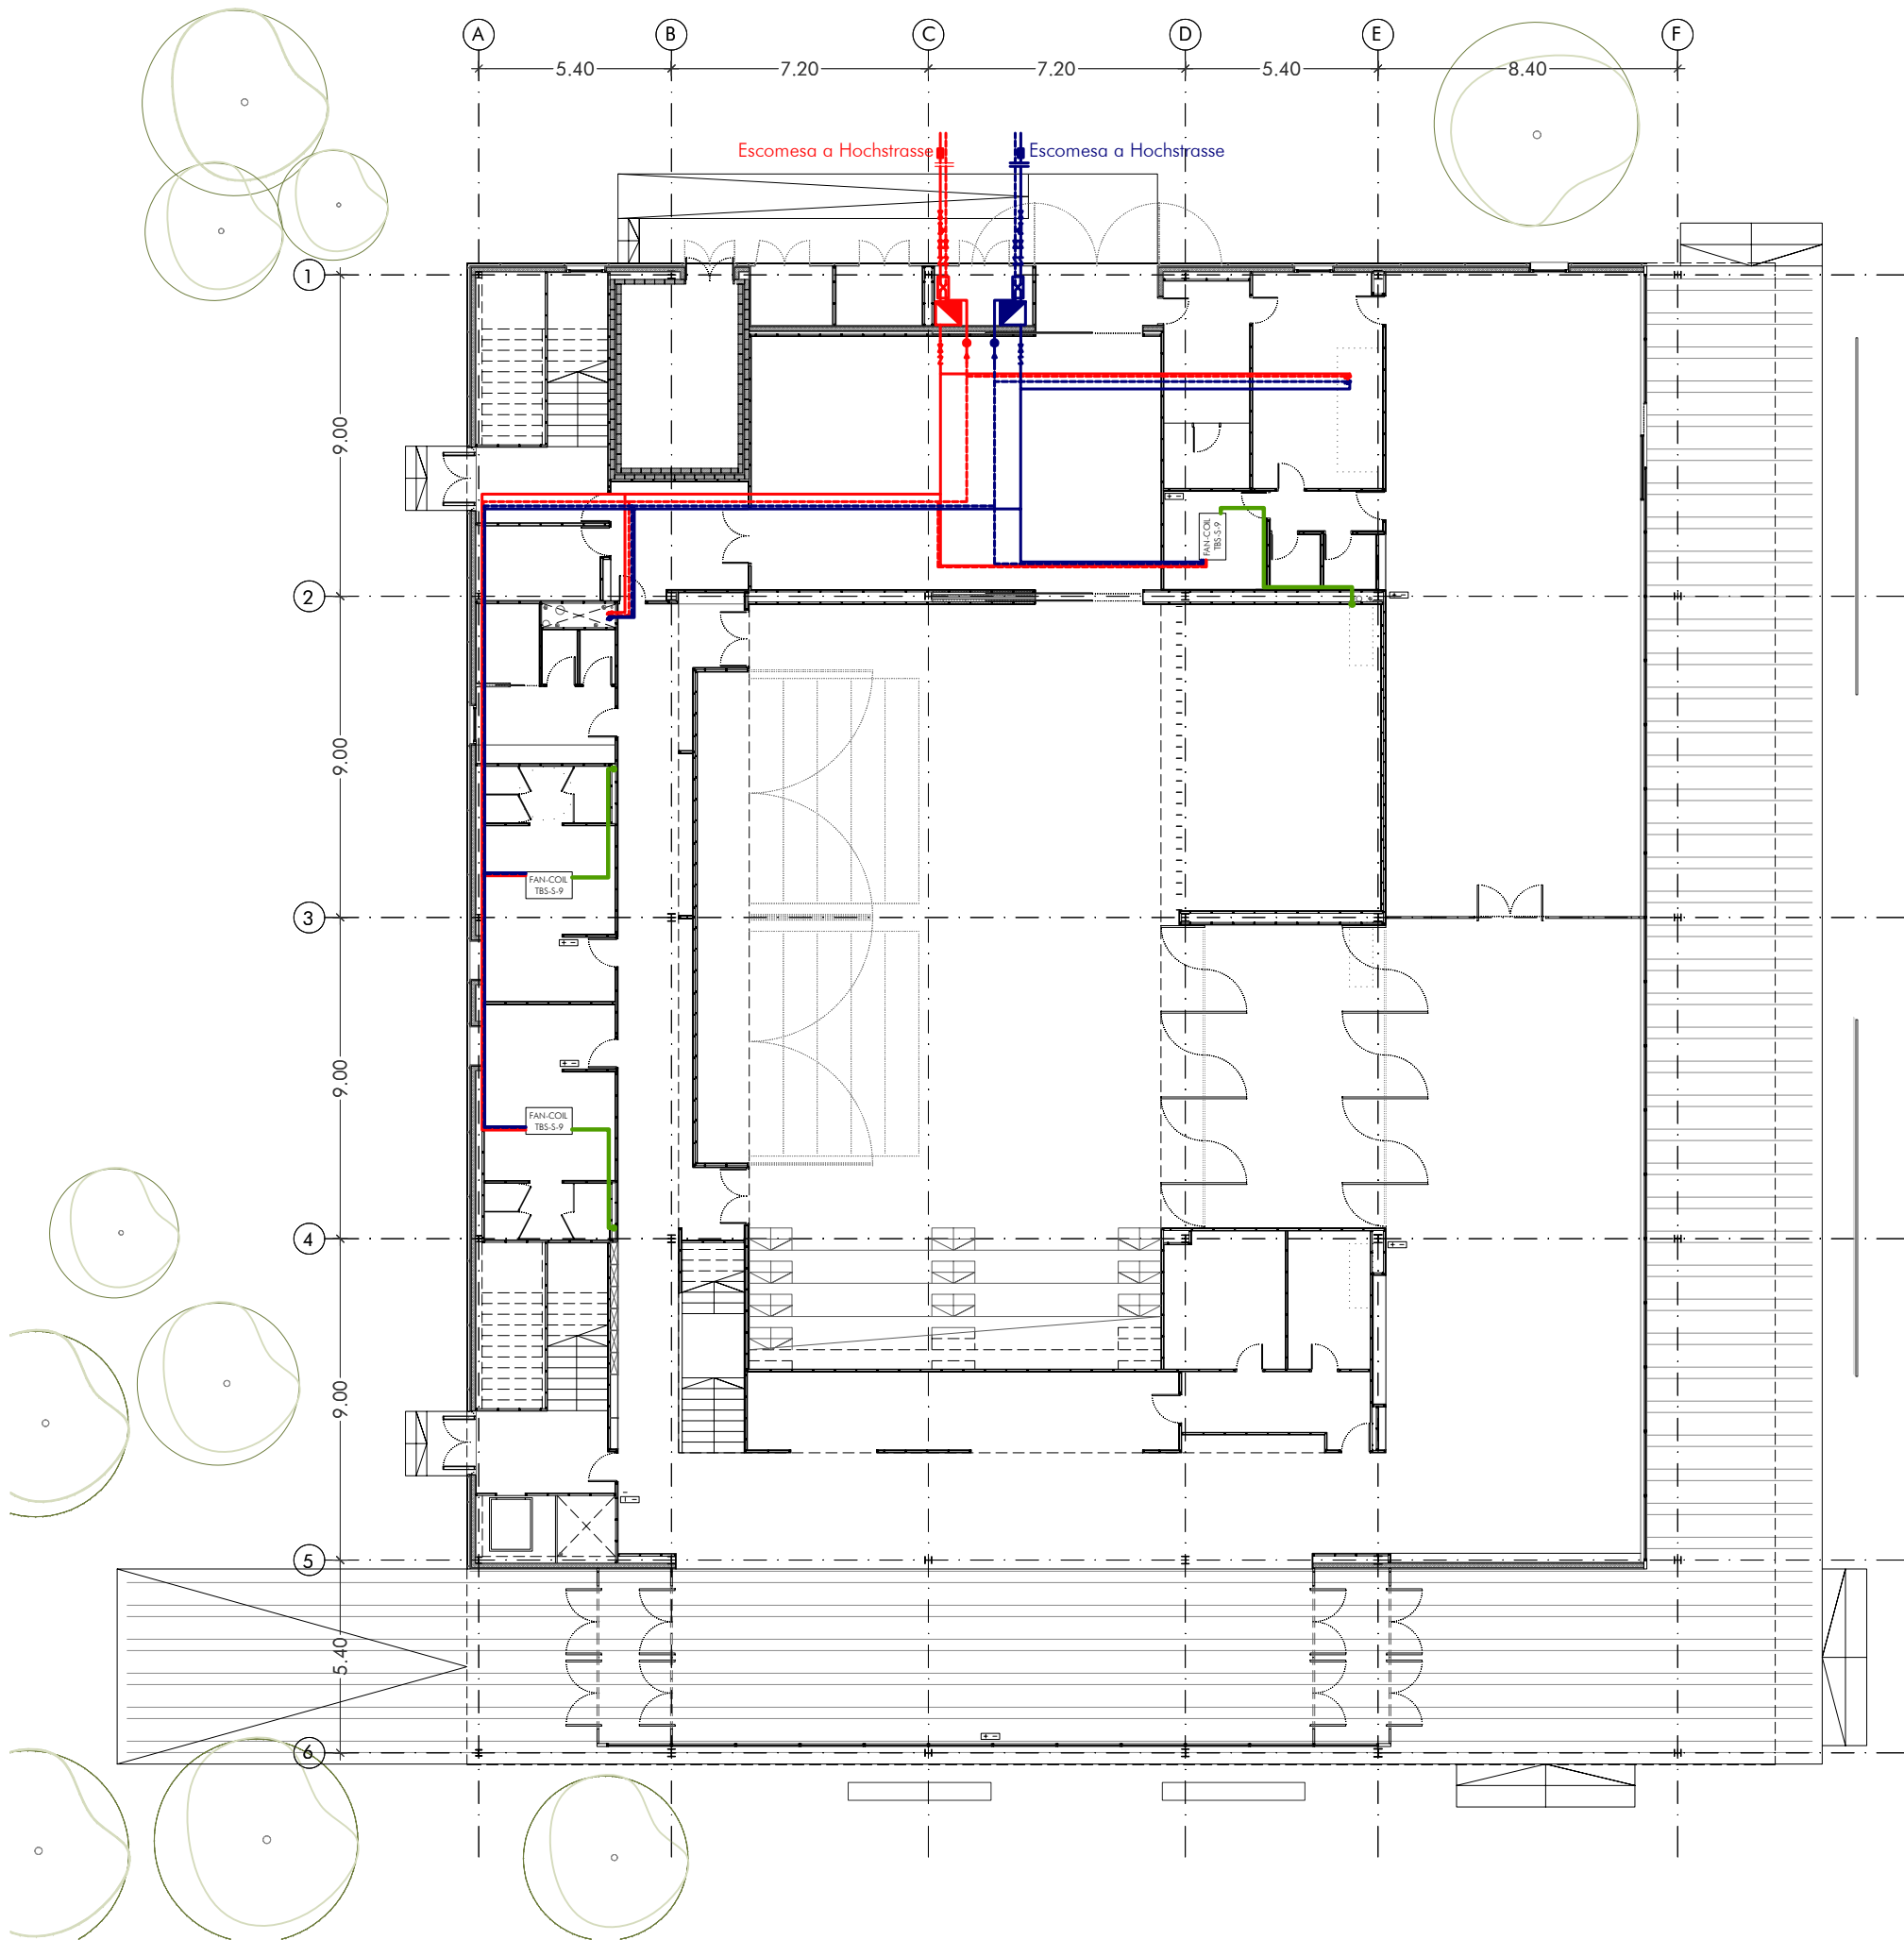 A B C D E F
5.40 7.20 7.20 5.40 8.40
Escomesa a Hochstrasse Escomesa a Hochstrasse
1
9.00
FAN-COIL
TBS-S-9
2
9.00
FAN-COIL
TBS-S-9
3
9.00
FAN-COIL
TBS-S-9
4
9.00
5
5.40
6